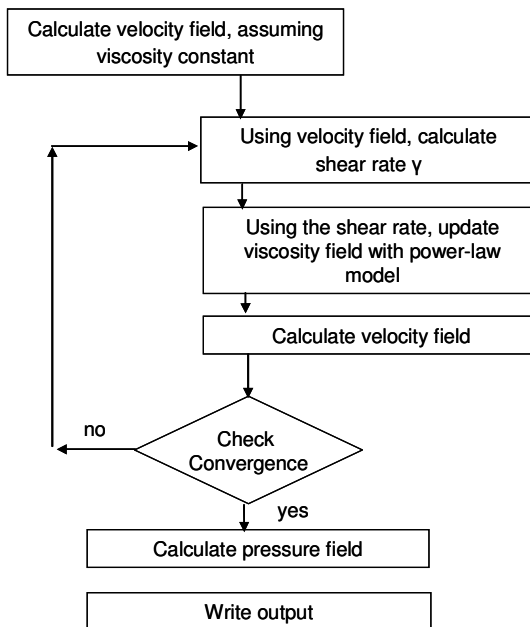 Calculate velocity field, assuming
viscosity constant
Using velocity field, calculate
shear rate γ
Using the shear rate, update
viscosity field with power-law
model
Calculate velocity field
Check
Convergence
no
yes
Calculate pressure field
Write output